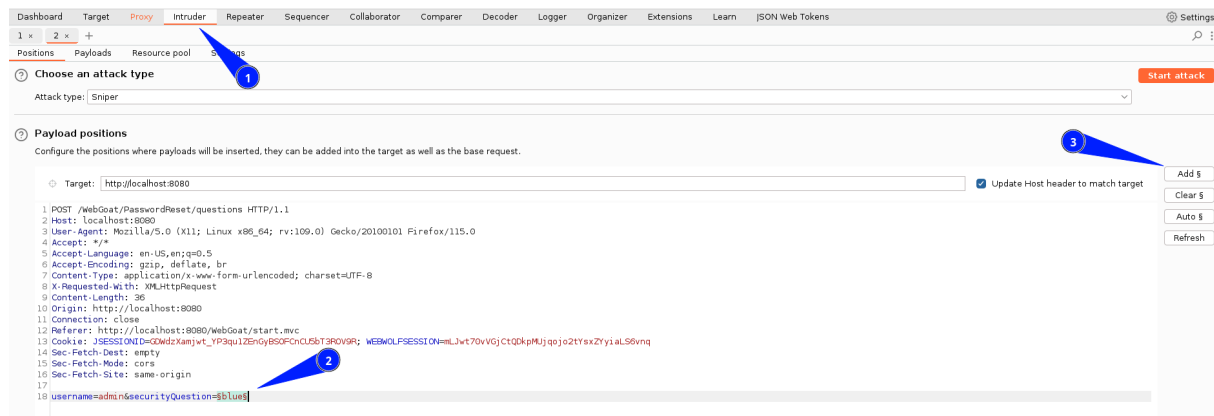 Dashboard Target Proxy Intruder Repeater Sequencer Collaborator Comparer Decoder Logger Organizer Extensions Learn JSON Web Tokens Settings
1 × 2 × +
Positions Payloads Resource pool
Choose an attack type
1
Start attack
Attack type: Sniper
Payload positions
3
Configure the positions where payloads will be inserted, they can be added into the target as well as the base request.
Add §
Target: http://localhost:8080 Update Host header to match target
Clear §
1 POST /WebGoat/PasswordReset/questions HTTP/1.1
Auto §
2 Host: localhost:8080
3 User-Agent: Mozilla/5.0 (X11; Linux x86_64; rv:109.0) Gecko/20100101 Firefox/115.0
Refresh
4 Accept: */*
5 Accept-Language: en-US,en;q=0.5
6 Accept-Encoding: gzip, deflate, br
7 Content-Type: application/x-www-form-urlencoded; charset=UTF-8
8 X-Requested-With: XMLHttpRequest
9 Content-Length: 36
10 Origin: http://localhost:8080
11 Connection: close
12 Referer: http://localhost:8080/WebGoat/start.mvc
13 Cookie: JSESSIONID= WEBWOLFSESSION=
14 Sec-Fetch-Dest: empty
15 Sec-Fetch-Mode: cors
2
16 Sec-Fetch-Site: same-origin
17
18 username=admin&securityQuestion=§blue§